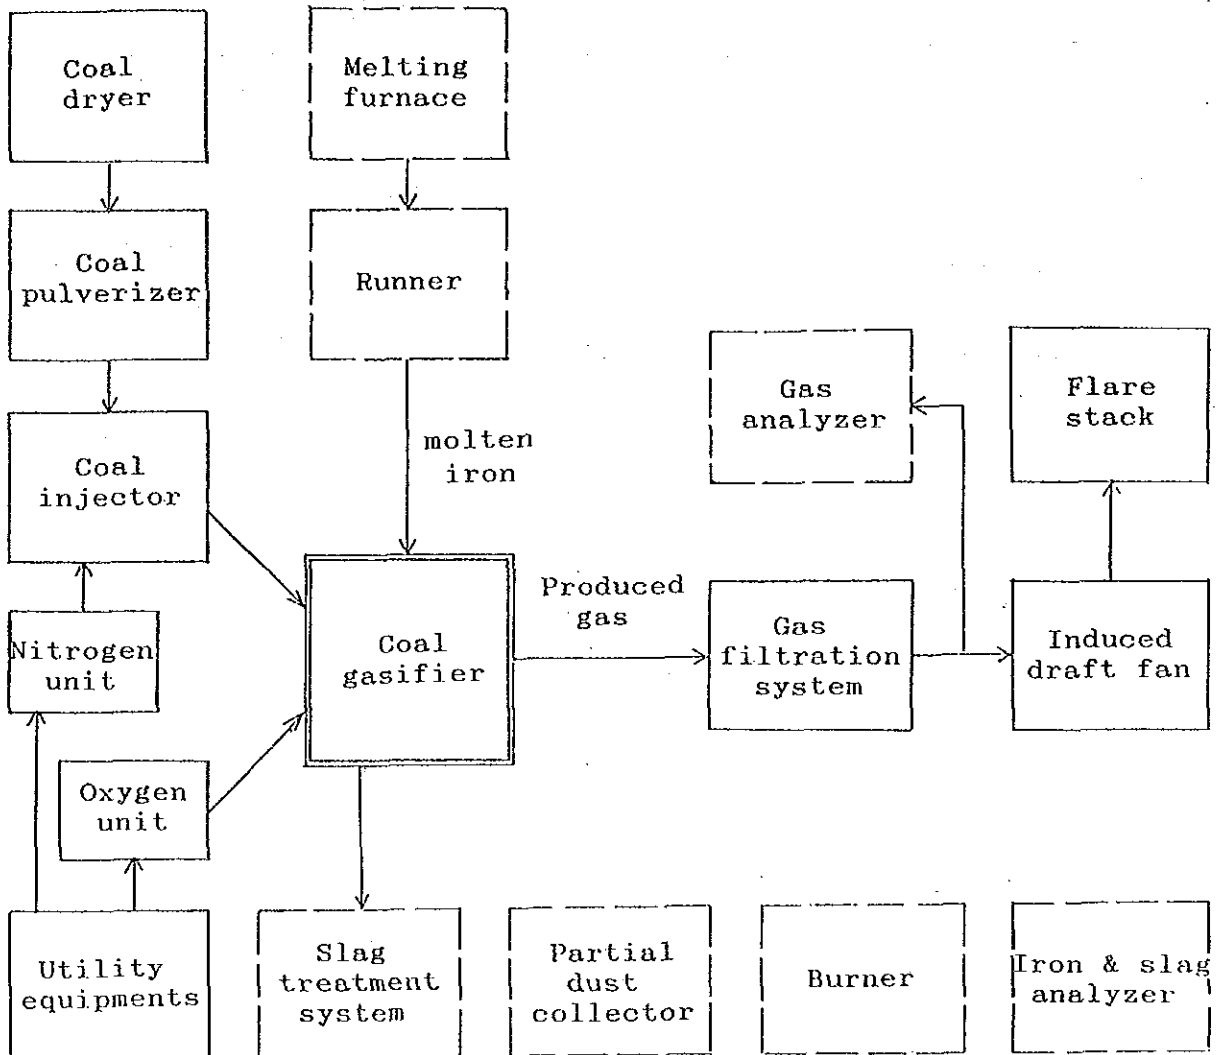 Coal
dryer
Melting
furnace
Coal
pulverizer
Runner
Gas
analyzer
Flare
stack
molten
iron
Coal
injector
Produced
gas
Nitrogen
unit
Coal
gasifier
Gas
filtration
system
Induced
draft fan
Oxygen
unit
Utility
equipments
Slag
treatment
system
Partial
dust
collector
Burner
Iron & slag
analyzer